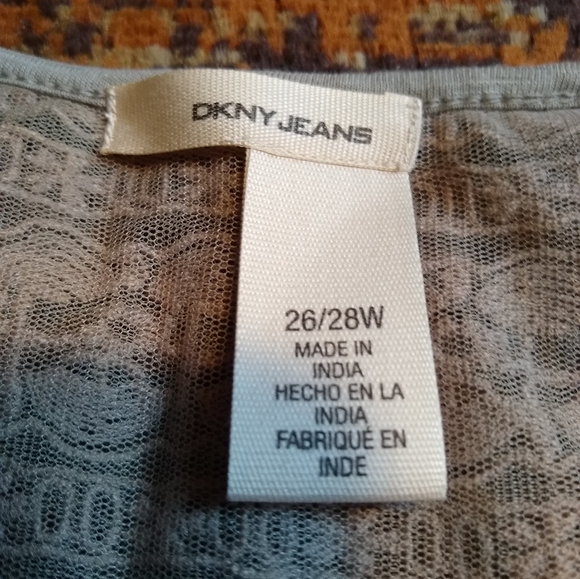 DKNY JEANS
26/28W
MADE IN
INDIA
HECHO EN LA
INDIA
FABRIQUÉ EN
INDE